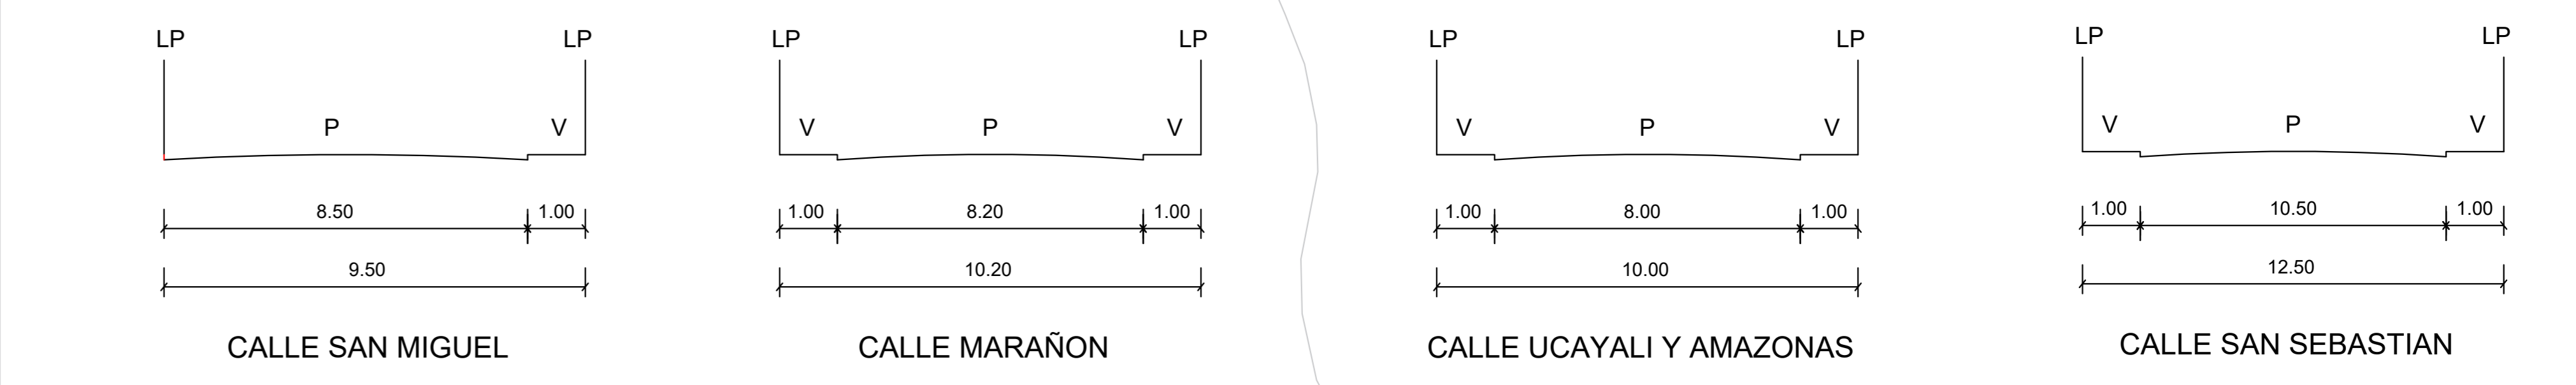 LP LP
P V
8.50 1.00
9.50
CALLE SAN MIGUEL
LP LP
V P V
1.00 8.20 1.00
10.20
CALLE MARAÑON
LP LP
V P V
1.00 8.00 1.00
10.00
CALLE UCAYALI Y AMAZONAS
LP LP
V P V
1.00 10.50 1.00
12.50
CALLE SAN SEBASTIAN